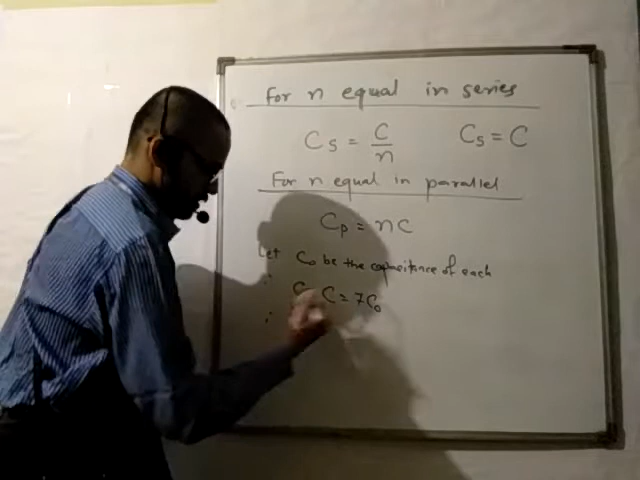 For n equal in series
Cs = C/n    Cs = C
For n equal in parallel
Cp = nC
Let C₀ be the capacitance of each
∴ C  C = 7C₀
∴